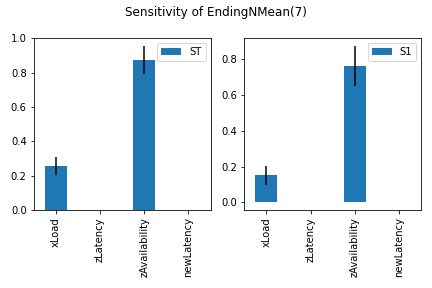 Sensitivity of EndingNMean(7)
1.0
0.8
0.6
0.4
0.2
0.0
ST
xLoad
zLatency
zAvailability
newLatency
0.8
0.6
0.4
0.2
0.0
S1
xLoad
zLatency
zAvailability
newLatency